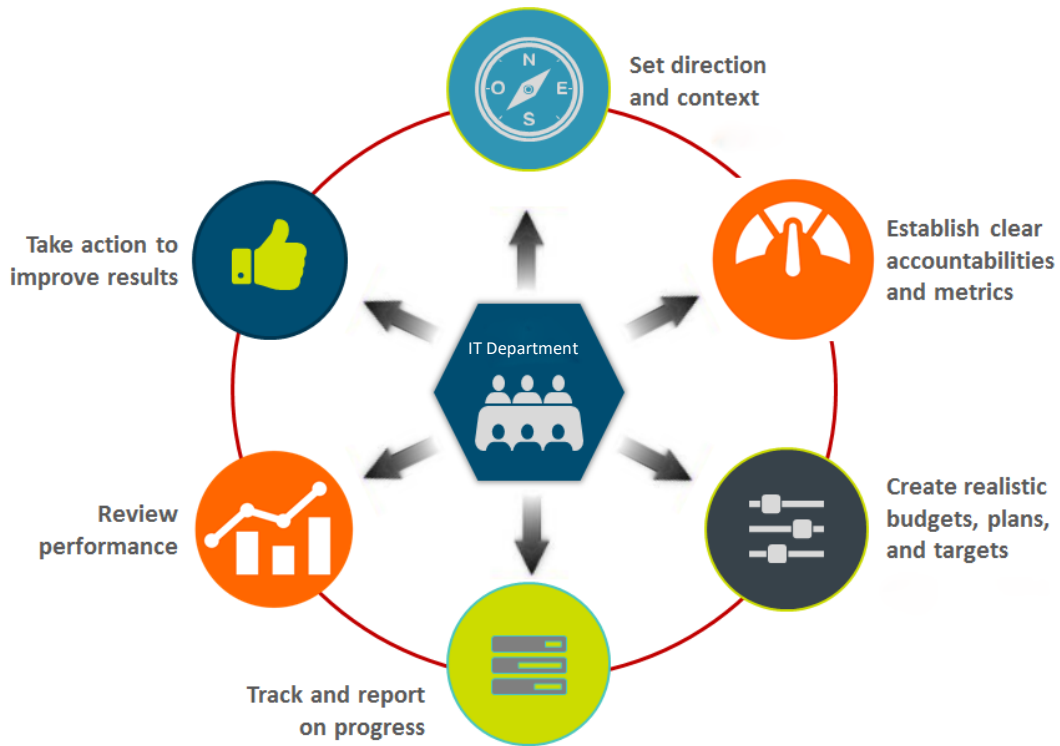 N
O E
S
Set direction
and context
Establish clear
accountabilities
and metrics
Create realistic
budgets, plans,
and targets
Track and report
on progress
Review
performance
Take action to
improve results
IT Department